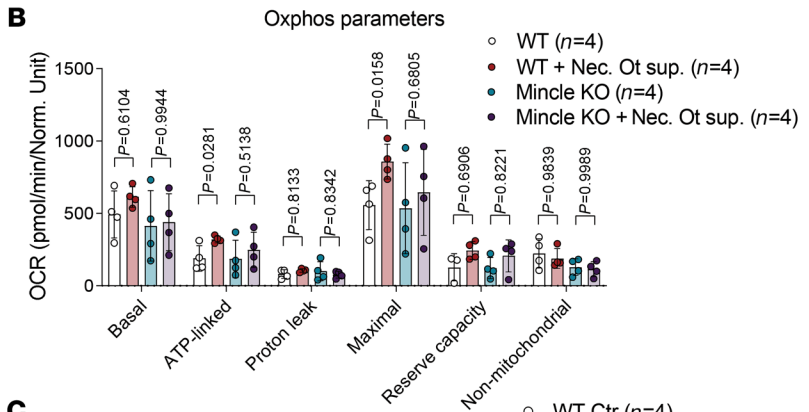 B
Oxphos parameters
WT (n=4)
WT + Nec. Ot sup. (n=4)
Mincle KO (n=4)
Mincle KO + Nec. Ot sup. (n=4)
OCR (pmol/min/Norm. Unit)
1500
1000
500
0
P=0.6104
P=0.9944
P=0.0281
P=0.5138
P=0.8133
P=0.8342
P=0.0158
P=0.6805
P=0.6906
P=0.8221
P=0.9839
P=0.9989
Basal
ATP-linked
Proton leak
Maximal
Reserve capacity
Non-mitochondrial
C
WT Ctr (n=4)